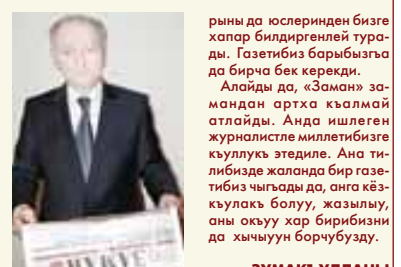 рыны да юслеринден бизге
хапар билдиргенлей тура-
ды. Газетибиз барыбызгъа
да бирча бек керекди.
Алайды да, «Заман» за-
мандан артха къалмай
атлайды. Анда ишлеген
журналистле миллетибизге
къуллукъ этедиле. Ана ти-
либизде жаланда бир газе-
тибиз чыгъады да, анга кёз-
къулакъ болуу, жазылыу,
аны окъуу хар бирибизни
да хычыуун борчубузду.